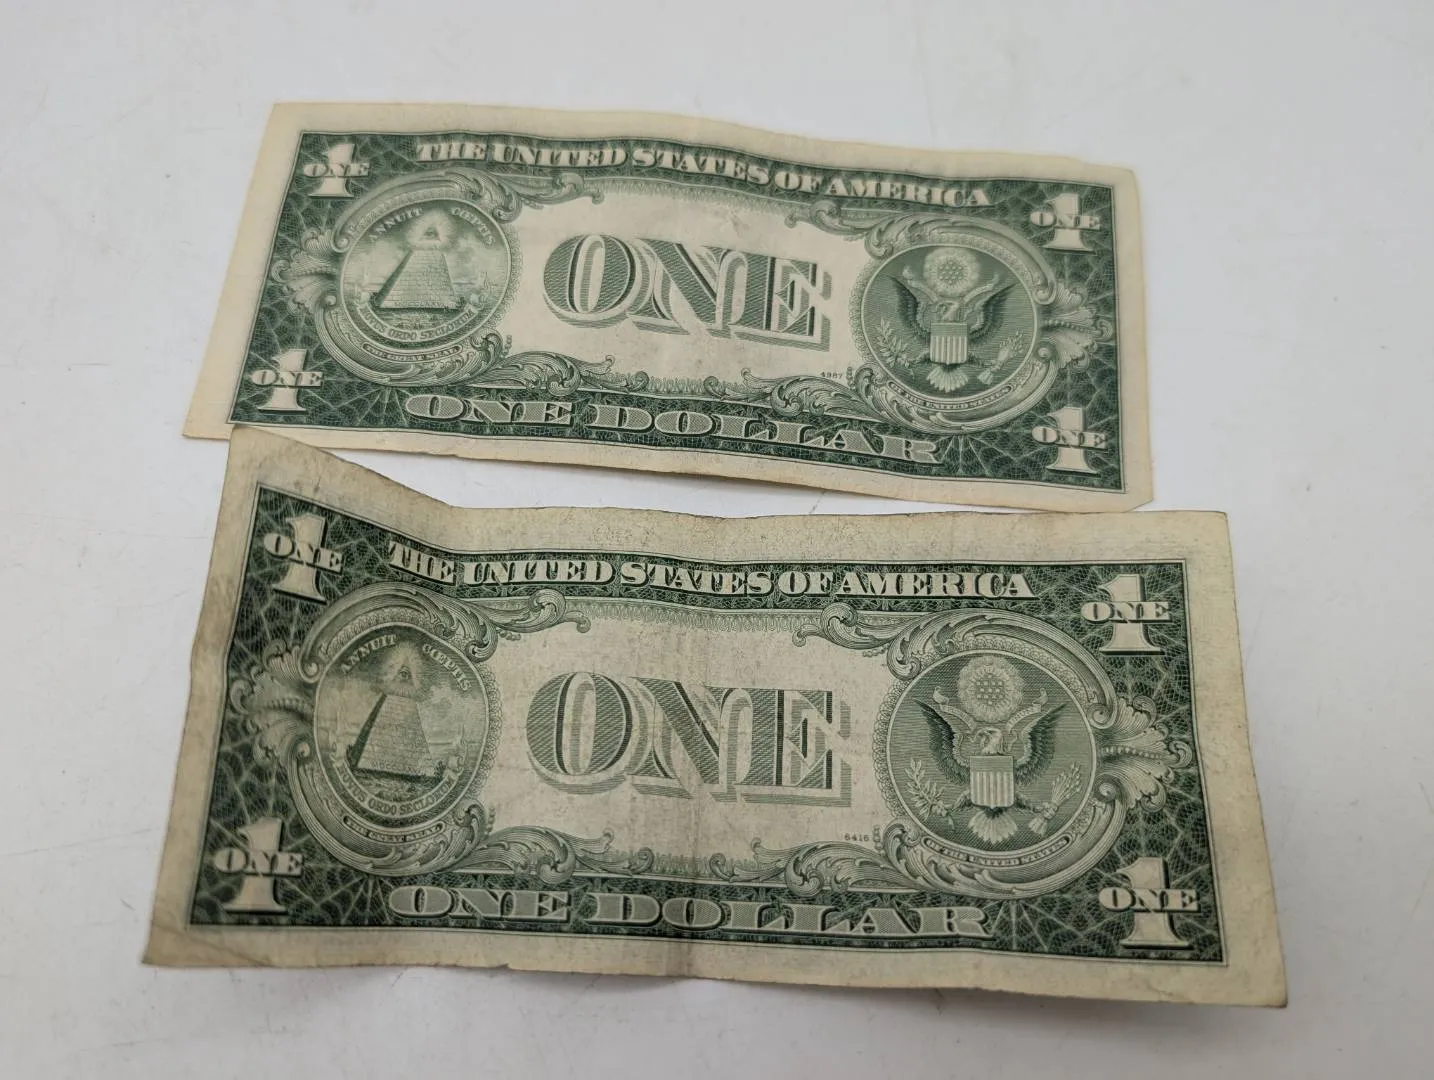 ONE 1
THE UNITED STATES OF AMERICA
ONE 1
ANNUIT CŒPTIS
NOVUS ORDO SECLORUM
THE GREAT SEAL
ONE
4987
OF THE UNITED STATES
ONE 1
ONE DOLLAR
ONE 1
ONE 1
THE UNITED STATES OF AMERICA
ONE 1
ANNUIT CŒPTIS
NOVUS ORDO SECLORUM
THE GREAT SEAL
ONE
6416
OF THE UNITED STATES
ONE 1
ONE DOLLAR
ONE 1